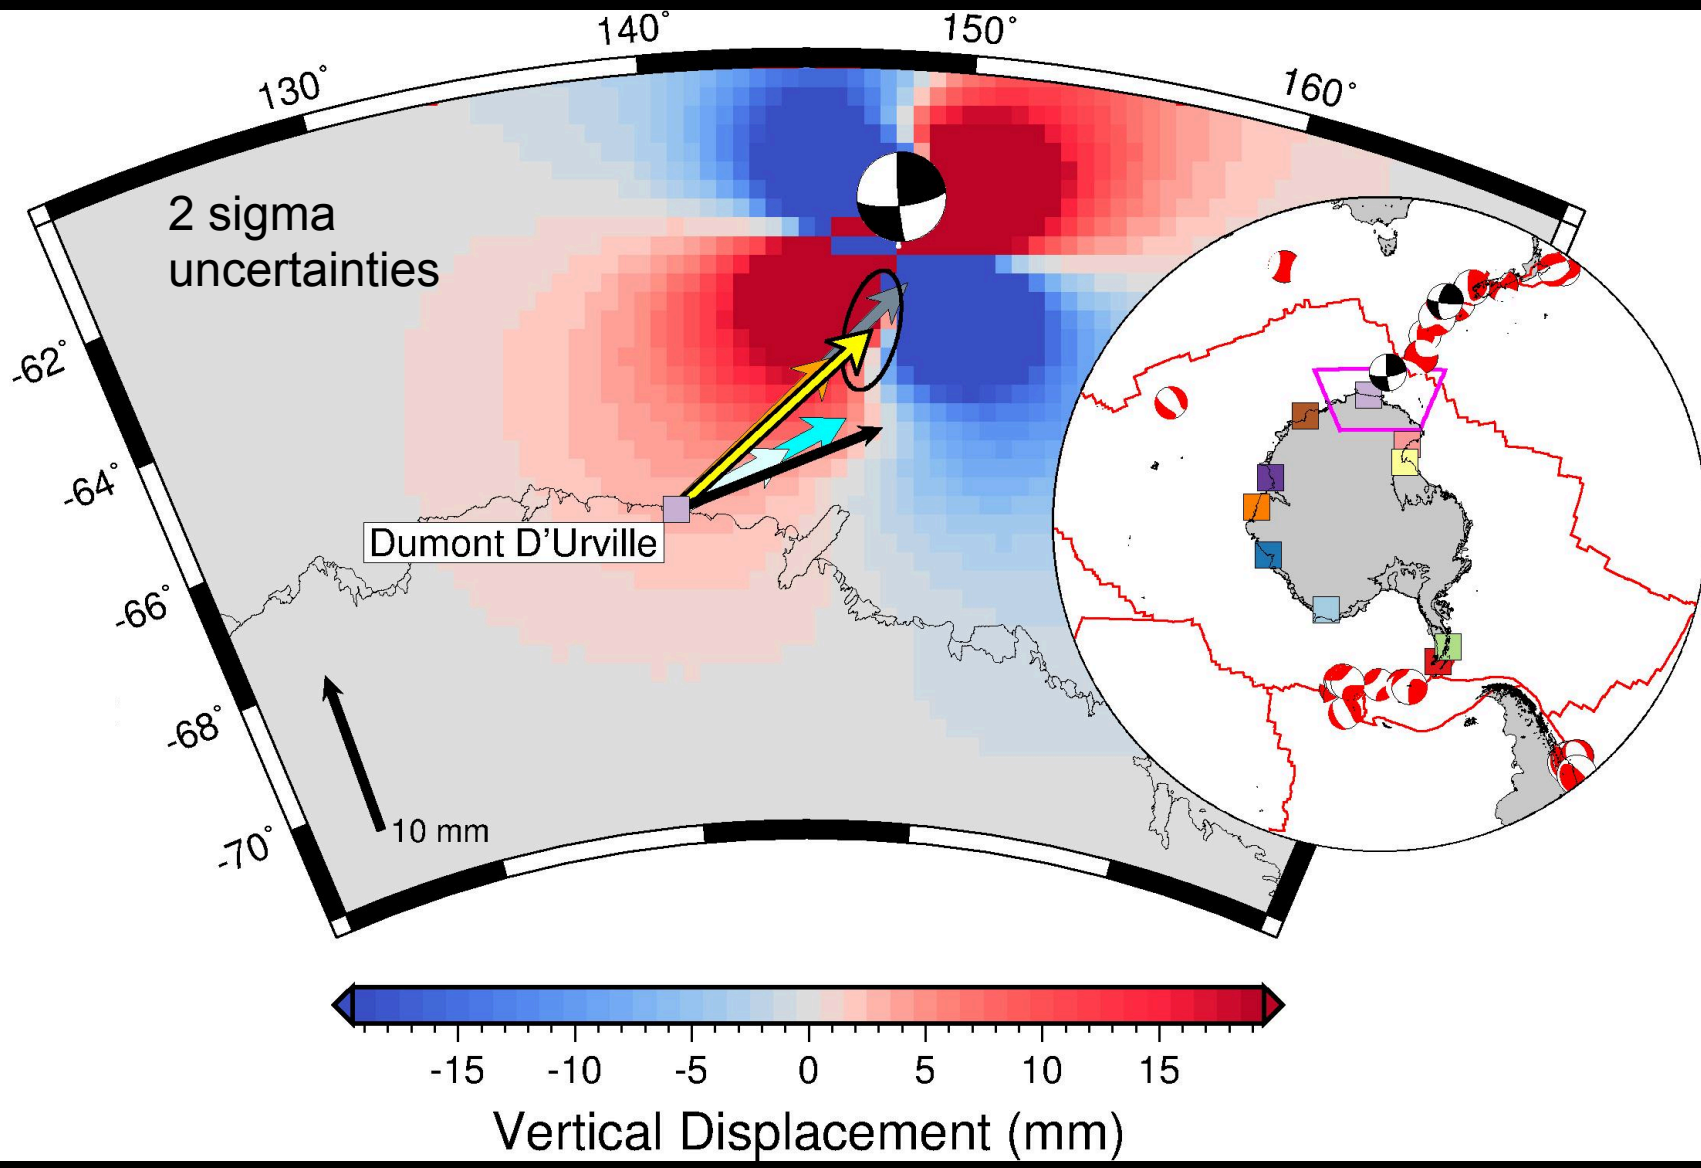 140°
150°
130°
160°
2 sigma
uncertainties
-62°
-64°
Dumont D'Urville
-66°
-68°
10 mm
-70°
-15 -10 -5 0 5 10 15
Vertical Displacement (mm)